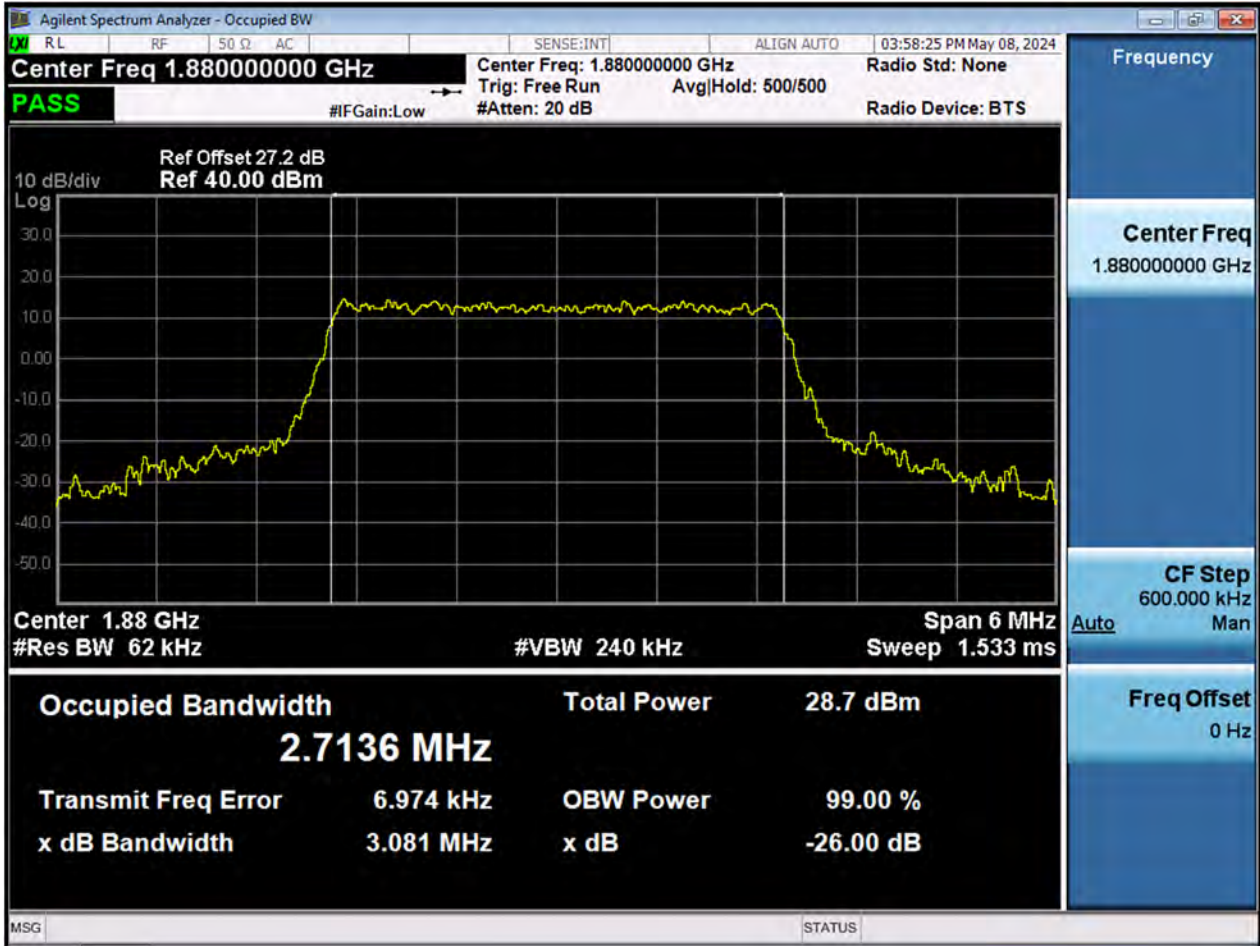 Agilent Spectrum Analyzer - Occupied BW
LXI RL RF 50 Ω AC SENSE:INT ALIGN AUTO 03:58:25 PM May 08, 2024
Center Freq 1.880000000 GHz
Center Freq: 1.880000000 GHz Radio Std: None
Trig: Free Run Avg|Hold: 500/500
PASS
#IFGain:Low #Atten: 20 dB Radio Device: BTS
Ref Offset 27.2 dB
10 dB/div Ref 40.00 dBm
Log
30.0
20.0
10.0
0.00
-10.0
-20.0
-30.0
-40.0
-50.0
Center 1.88 GHz Span 6 MHz
#Res BW 62 kHz #VBW 240 kHz Sweep 1.533 ms
Occupied Bandwidth Total Power 28.7 dBm
2.7136 MHz
Transmit Freq Error 6.974 kHz OBW Power 99.00 %
x dB Bandwidth 3.081 MHz x dB -26.00 dB
MSG STATUS
Frequency
Center Freq
1.880000000 GHz
CF Step
600.000 kHz
Auto Man
Freq Offset
0 Hz